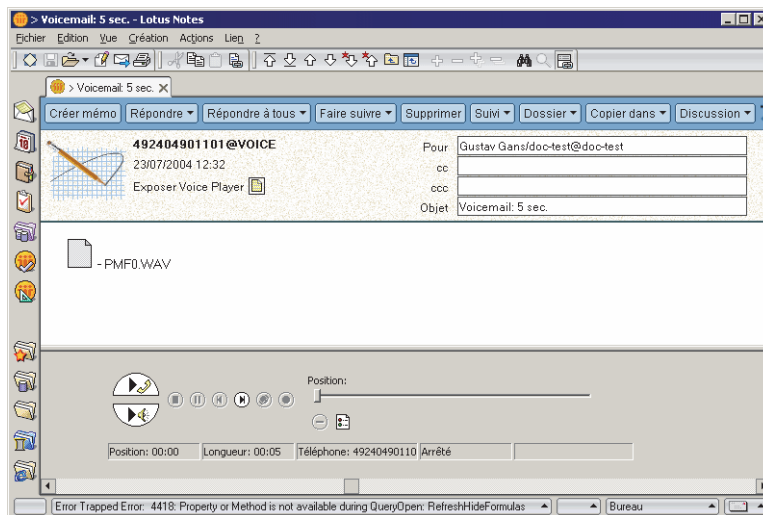 > Voicemail: 5 sec. - Lotus Notes
Fichier Edition Vue Création Actions Lien ?
> Voicemail: 5 sec.
Créer mémo Répondre Répondre à tous Faire suivre Supprimer Suivi Dossier Copier dans Discussion
492404901101@VOICE
23/07/2004 12:32
Exposer Voice Player
Pour Gustav Gans/doc-test@doc-test
cc
ccc
Objet Voicemail: 5 sec.
- PMF0.WAV
Position:
Position: 00:00 Longueur: 00:05 Téléphone: 49240490110 Arrêté
Error Trapped Error: 4418: Property or Method is not available during QueryOpen: RefreshHideFormulas Bureau